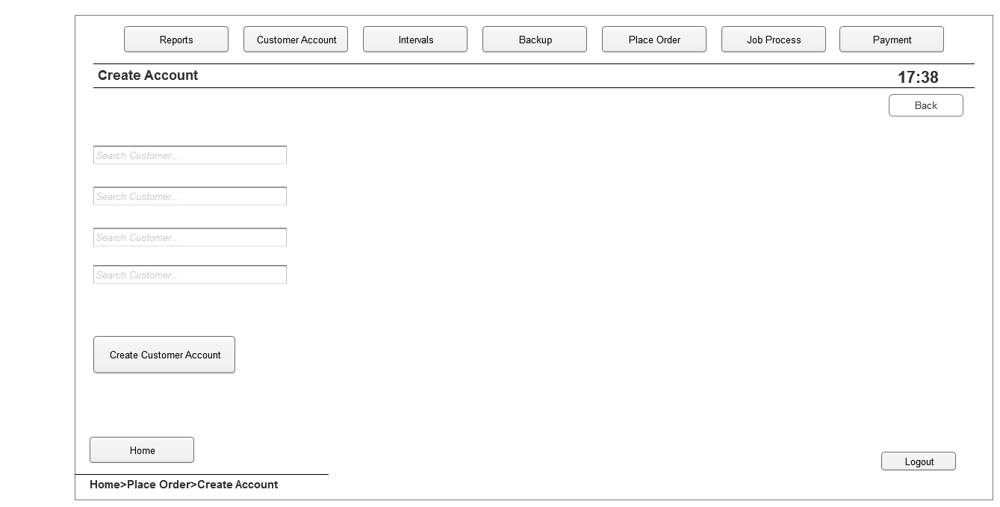 Reports Customer Account Intervals Backup Place Order Job Process Payment
Create Account 17:38
Back
Search Customer...
Search Customer...
Search Customer...
Search Customer...
Create Customer Account
Home
Logout
Home>Place Order>Create Account